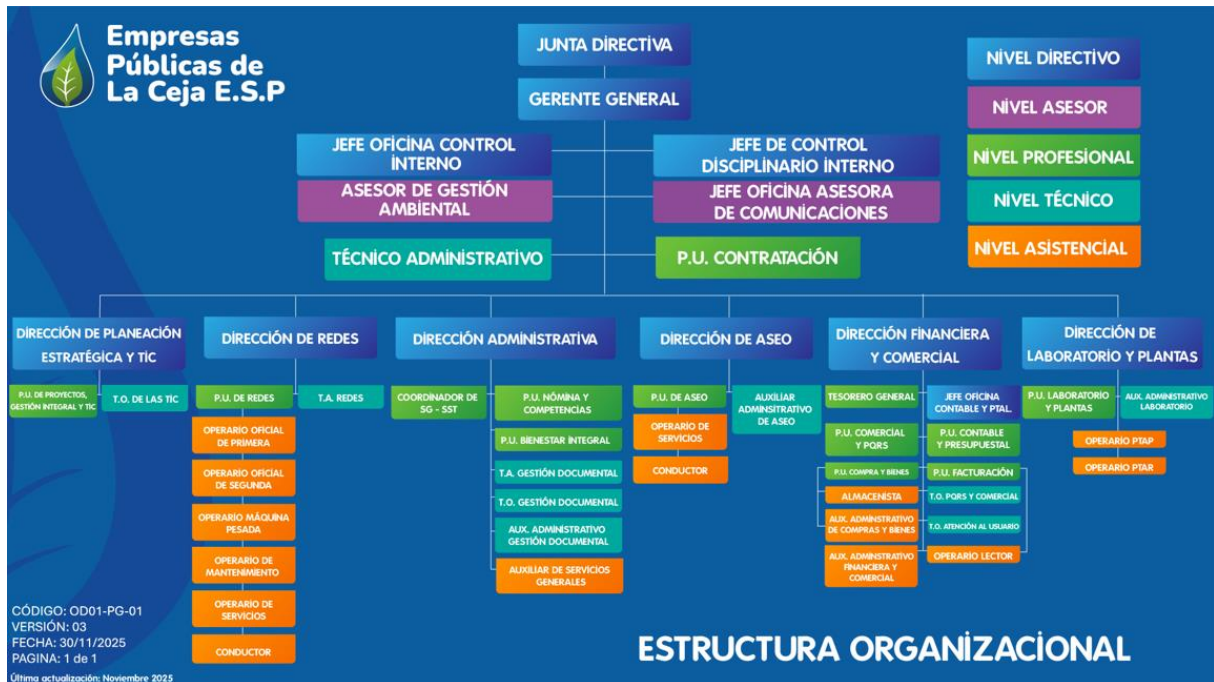 Empresas
Públicas de
La Ceja E.S.P
JUNTA DIRECTIVA
GERENTE GENERAL
NIVEL DIRECTIVO
NIVEL ASESOR
NIVEL PROFESIONAL
NIVEL TÉCNICO
NIVEL ASISTENCIAL
JEFE OFICINA CONTROL
INTERNO
JEFE DE CONTROL
DISCIPLINARIO INTERNO
ASESOR DE GESTIÓN
AMBIENTAL
JEFE OFICINA ASESORA
DE COMUNICACIONES
TÉCNICO ADMINISTRATIVO
P.U. CONTRATACIÓN
DIRECCIÓN DE PLANEACIÓN
ESTRATÉGICA Y TIC
P.U. DE PROYECTOS,
GESTIÓN INTEGRAL Y TIC
T.O. DE LAS TIC
DIRECCIÓN DE REDES
P.U. DE REDES
T.A. REDES
OPERARIO OFICIAL
DE PRIMERA
OPERARIO OFICIAL
DE SEGUNDA
OPERARIO MÁQUINA
PESADA
OPERARIO DE
MANTENIMIENTO
OPERARIO DE
SERVICIOS
CONDUCTOR
DIRECCIÓN ADMINISTRATIVA
COORDINADOR DE
SG - SST
P.U. NÓMINA Y
COMPETENCIAS
P.U. BIENESTAR INTEGRAL
T.A. GESTIÓN DOCUMENTAL
T.O. GESTIÓN DOCUMENTAL
AUX. ADMINISTRATIVO
GESTIÓN DOCUMENTAL
AUXILIAR DE SERVICIOS
GENERALES
DIRECCIÓN DE ASEO
P.U. DE ASEO
AUXILIAR
ADMINSITRATIVO
DE ASEO
OPERARIO DE
SERVICIOS
CONDUCTOR
DIRECCIÓN FINANCIERA
Y COMERCIAL
TESORERO GENERAL
JEFE OFICINA
CONTABLE Y PTAL.
P.U. COMERCIAL
Y PQRS
P.U. CONTABLE
Y PRESUPUESTAL
P.U. COMPRA Y BIENES
P.U. FACTURACIÓN
ALMACENISTA
T.O. PQRS Y COMERCIAL
AUX. ADMINSTRATIVO
DE COMPRAS Y BIENES
T.O. ATENCIÓN AL USUARIO
AUX. ADMINSTRATIVO
FINANCIERA Y
COMERCIAL
OPERARIO LECTOR
DIRECCIÓN DE
LABORATORIO Y PLANTAS
P.U. LABORATORIO
Y PLANTAS
AUX. ADMINISTRATIVO
LABORATORIO
OPERARIO PTAP
OPERARIO PTAR
CÓDIGO: OD01-PG-01
VERSIÓN: 03
FECHA: 30/11/2025
PAGINA: 1 de 1
Última actualización: Noviembre 2025
ESTRUCTURA ORGANIZACIONAL